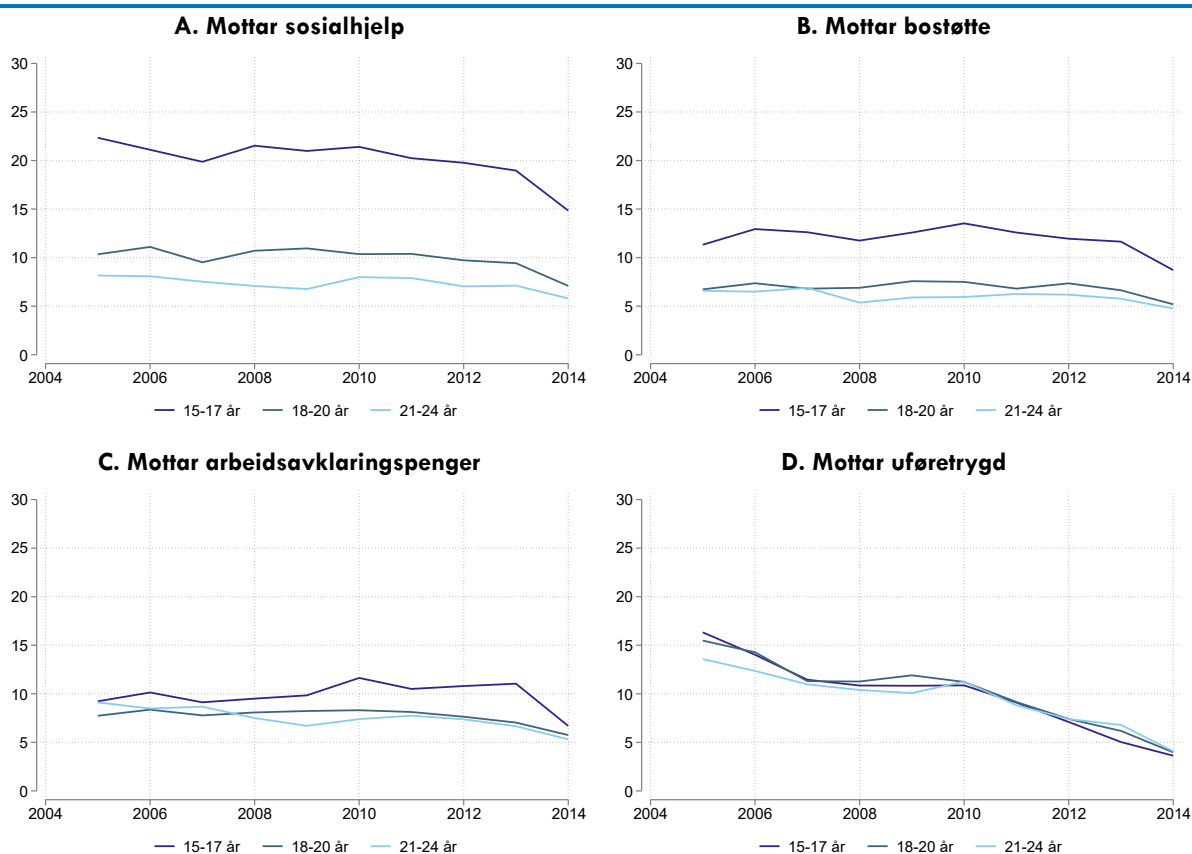 A. Mottar sosialhjelp
30
25
20
15
10
5
0
2004 2006 2008 2010 2012 2014
15-17 år 18-20 år 21-24 år
B. Mottar bostøtte
30
25
20
15
10
5
0
2004 2006 2008 2010 2012 2014
15-17 år 18-20 år 21-24 år
C. Mottar arbeidsavklaringspenger
30
25
20
15
10
5
0
2004 2006 2008 2010 2012 2014
15-17 år 18-20 år 21-24 år
D. Mottar uføretrygd
30
25
20
15
10
5
0
2004 2006 2008 2010 2012 2014
15-17 år 18-20 år 21-24 år